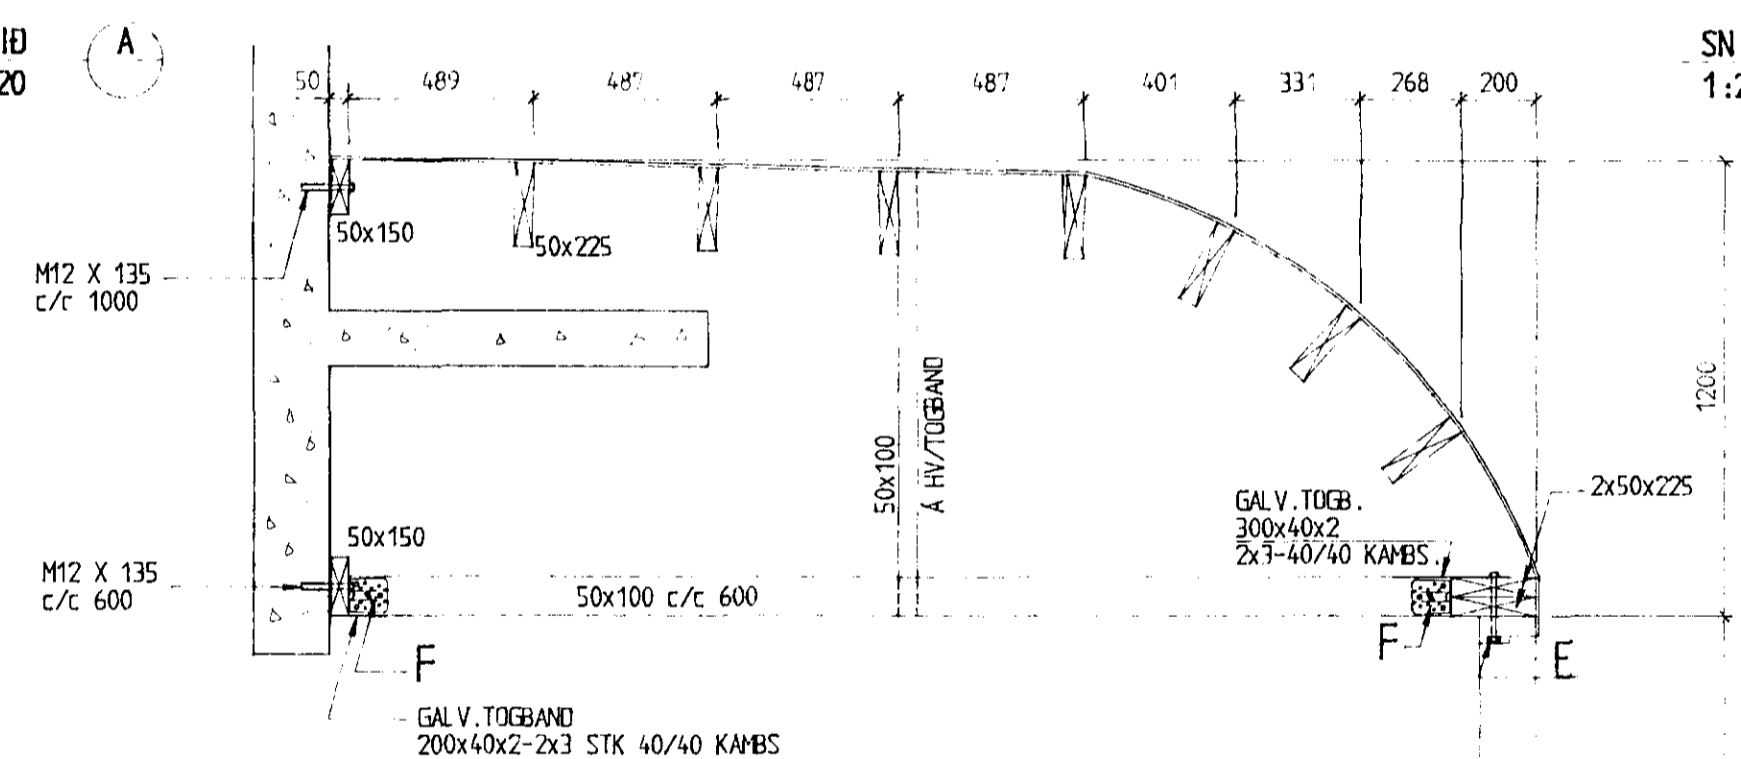 IÐ
20
A
SN
50 489 487 487 487 401 331 268 200
50x150
50x225
M12 X 135
c/c 1000
1200
50x100
Á HV/TOGBAND
GALV.TOGB.
300x40x2
2x3-40/40 KAMBS.
2x50x225
50x150
M12 X 135
c/c 600
50x100 c/c 600
F
F
E
GALV.TOGBAND
200x40x2-2x3 STK 40/40 KAMBS